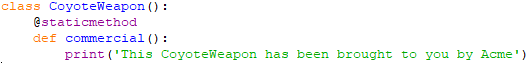 class CoyoteWeapon():
    @staticmethod
    def commercial():
        print('This CoyoteWeapon has been brought to you by Acme')